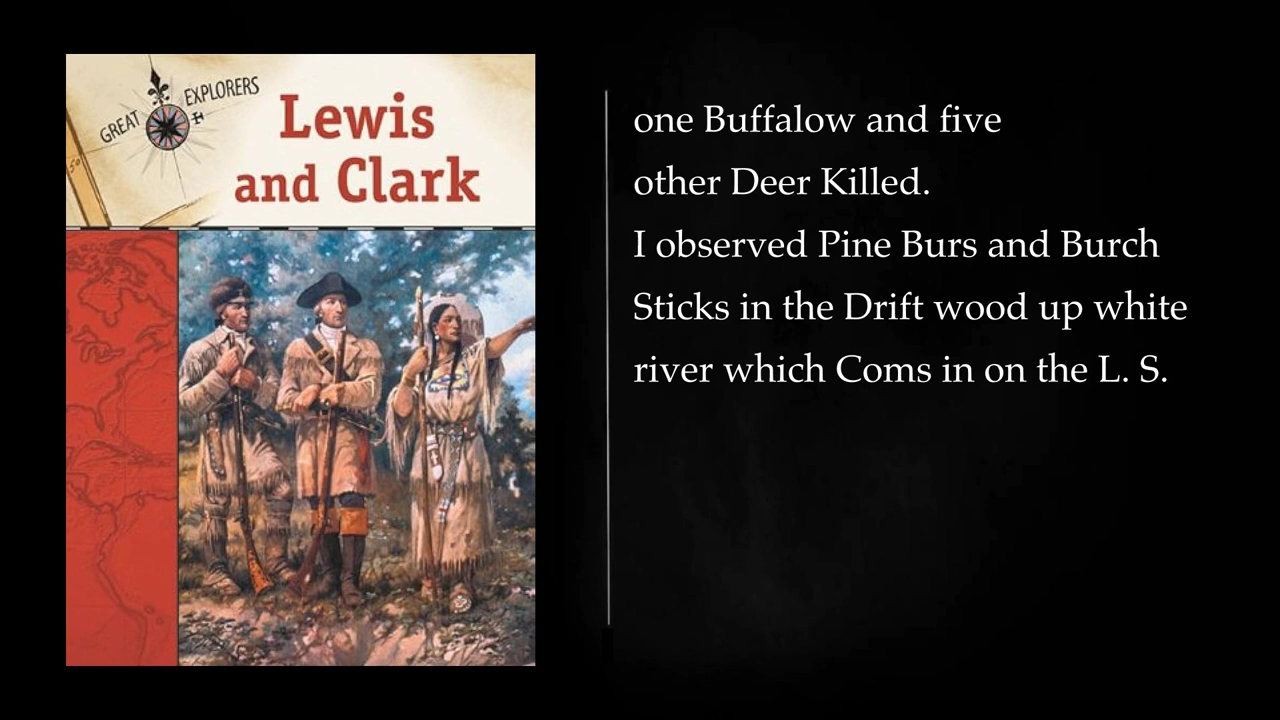 GREAT EXPLORERS
Lewis
and Clark
50
one Buffalow and five
other Deer Killed.
I observed Pine Burs and Burch
Sticks in the Drift wood up white
river which Coms in on the L. S.